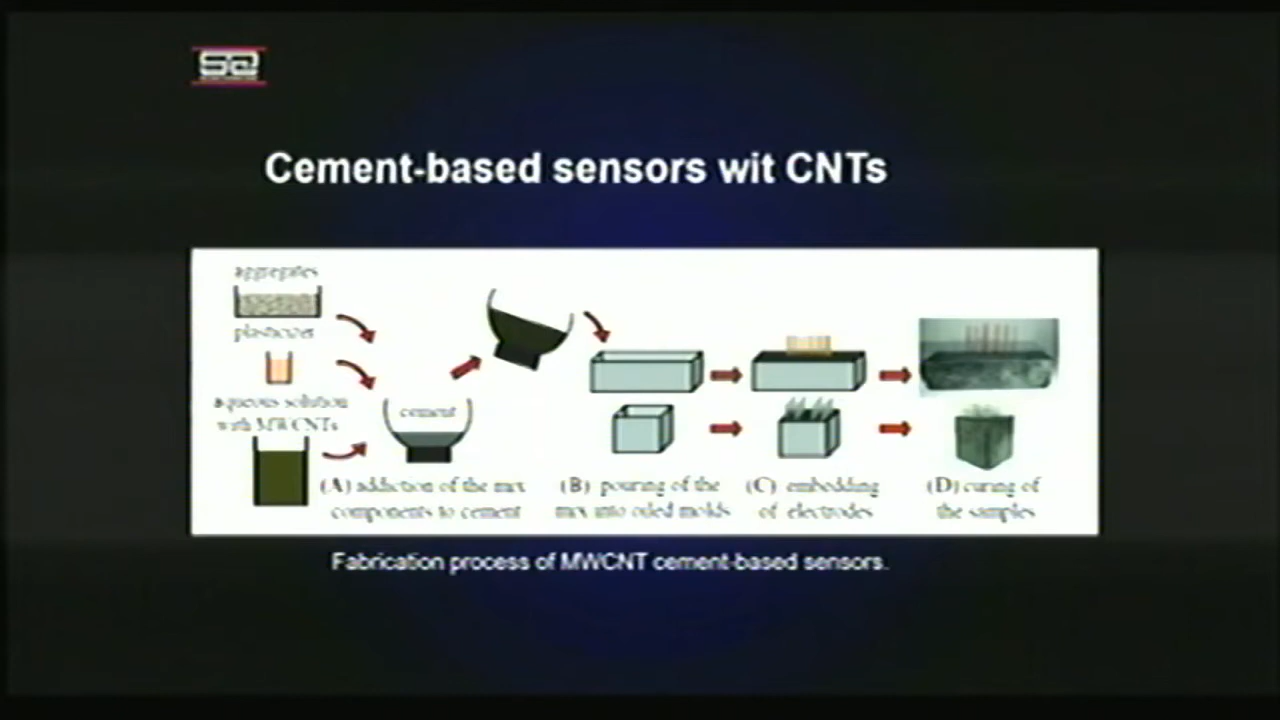 Cement-based sensors wit CNTs
aggregates
plasticizer
aqueous solution
with MWCNTs
cement
(A) addiction of the mix
components to cement
(B) pouring of the
mix into oiled molds
(C) embedding
of electrodes
(D) curing of
the samples
Fabrication process of MWCNT cement-based sensors.